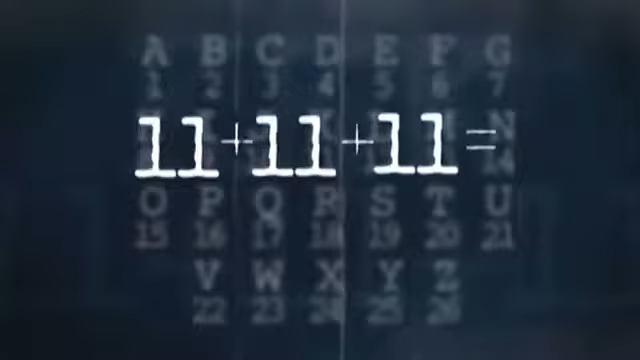 A B C D E F G
1 2 3 4 5 6 7
11+11+11=
N
14
O P Q R S T U
15 16 17 18 19 20 21
V W X Y Z
22 23 24 25 26